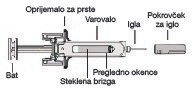 Oprijemalo za prste
Varovalo
Igla
Pokrovček
za iglo
Bat
Pregledno okence
Steklena brizga